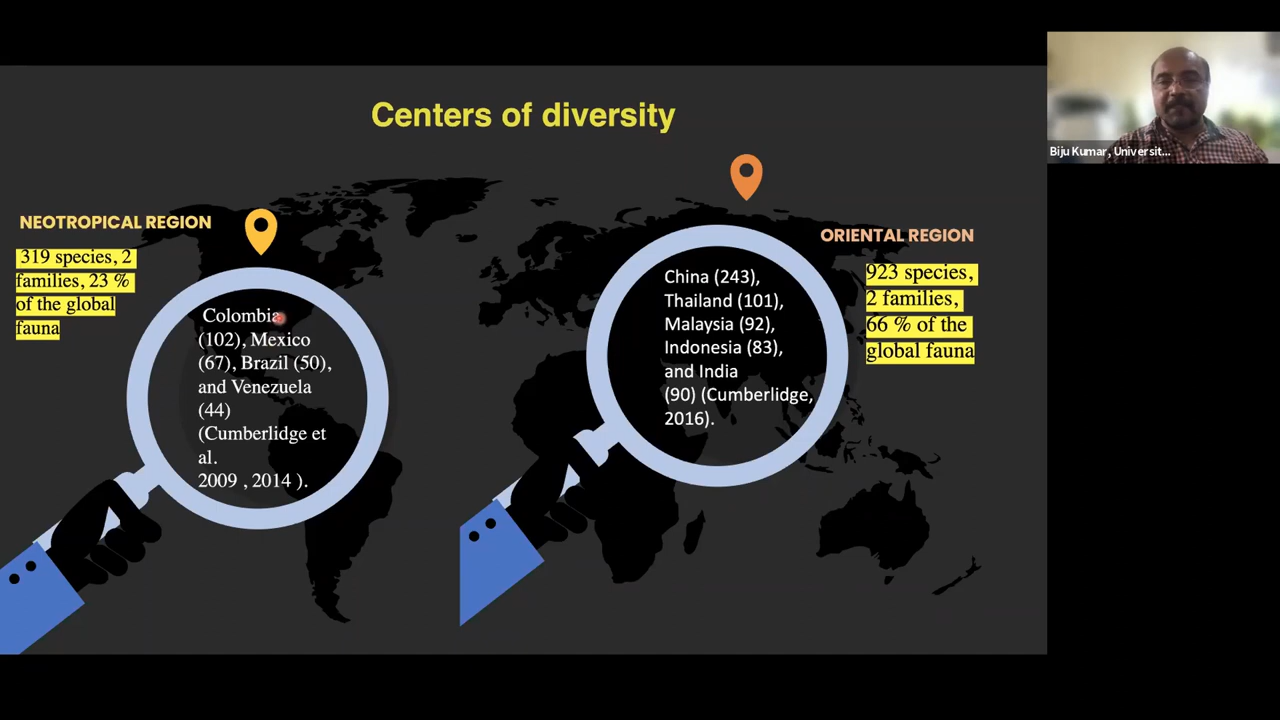 Centers of diversity
NEOTROPICAL REGION
319 species, 2
families, 23 %
of the global
fauna
Colombia
(102), Mexico
(67), Brazil (50),
and Venezuela
(44)
(Cumberlidge et
al.
2009 , 2014 ).
ORIENTAL REGION
923 species,
2 families,
66 % of the
global fauna
China (243),
Thailand (101),
Malaysia (92),
Indonesia (83),
and India
(90) (Cumberlidge,
2016).
Biju Kumar, Universit...